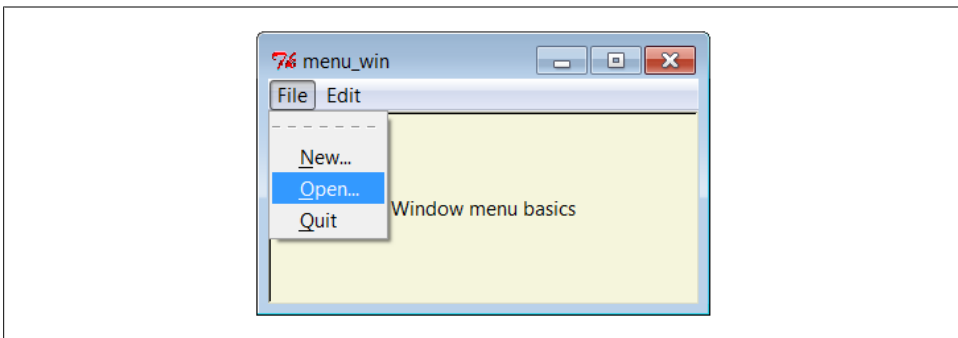 menu_win
File Edit
New...
Open...
Quit
Window menu basics